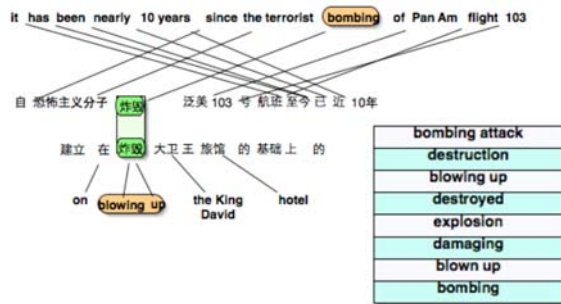 it has been nearly 10 years since the terrorist bombing of Pan Am flight 103
自 恐怖主义分子 炸毁 泛美 103 号 航班 至今 已 近 10年
建立 在 炸毁 大卫 王 旅馆 的 基础 上 的
on blowing up the King David hotel
bombing attack
destruction
blowing up
destroyed
explosion
damaging
blown up
bombing